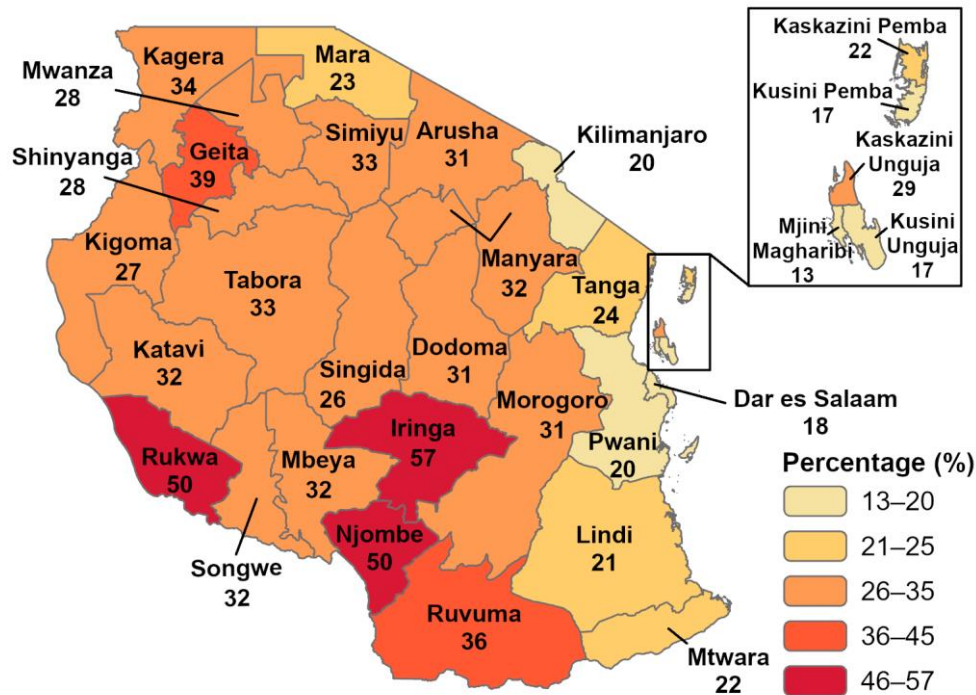 Kagera
34
Mara
23
Mwanza
28
Geita
39
Simiyu
33
Arusha
31
Kilimanjaro
20
Shinyanga
28
Kigoma
27
Tabora
33
Manyara
32
Tanga
24
Katavi
32
Singida
26
Dodoma
31
Morogoro
31
Dar es Salaam
18
Pwani
20
Rukwa
50
Mbeya
32
Iringa
57
Songwe
32
Njombe
50
Lindi
21
Ruvuma
36
Mtwara
22
Kaskazini Pemba
22
Kusini Pemba
17
Kaskazini
Unguja
29
Mjini
Magharibi
13
Kusini
Unguja
17
Percentage (%)
13–20
21–25
26–35
36–45
46–57